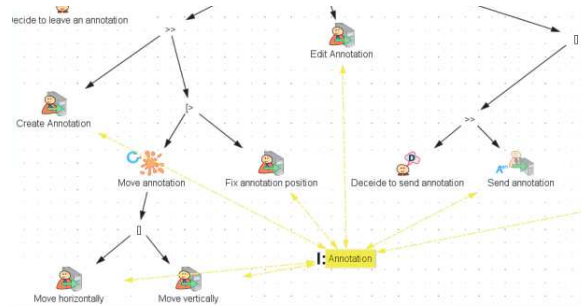 ecide to leave an annotation
>>
[]
Edit Annotation
Create Annotation
[>
>>
Move annotation
Fix annotation position
Deceide to send annotation
Send annotation
[]
I: Annotation
Move horizontally
Move vertically